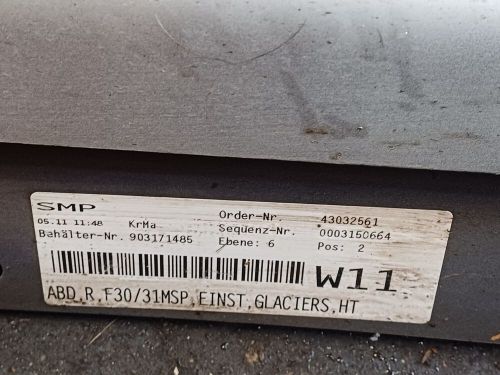 SMP
05.11 11:48 KrMa Order-Nr. 43032561
Sequenz-Nr. 0003150664
Behälter-Nr. 903171485 Ebene: 6 Pos: 2
W11
ABD.R.F30/31MSP.EINST.GLACIERS.HT